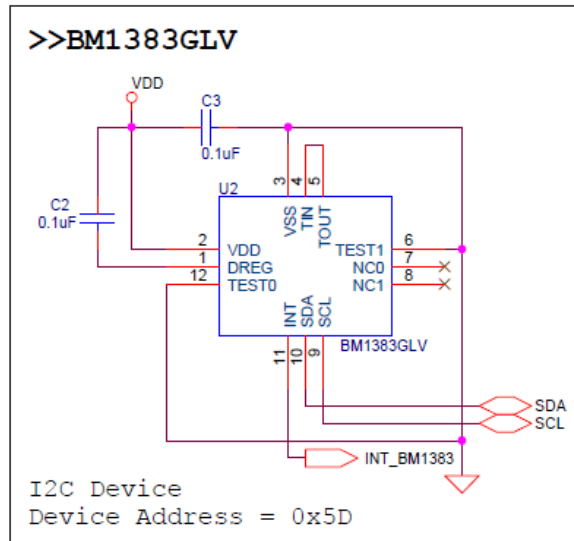 >>BM1383GLV
VDD
C3
0.1uF
C2
0.1uF
U2
3
4
5
VSS
TIN
TOUT
2
VDD
1
DREG
12
TEST0
TEST1
6
NC0
7
NC1
8
INT
SDA
SCL
11
10
9
BM1383GLV
SDA
SCL
INT_BM1383
I2C Device
Device Address = 0x5D